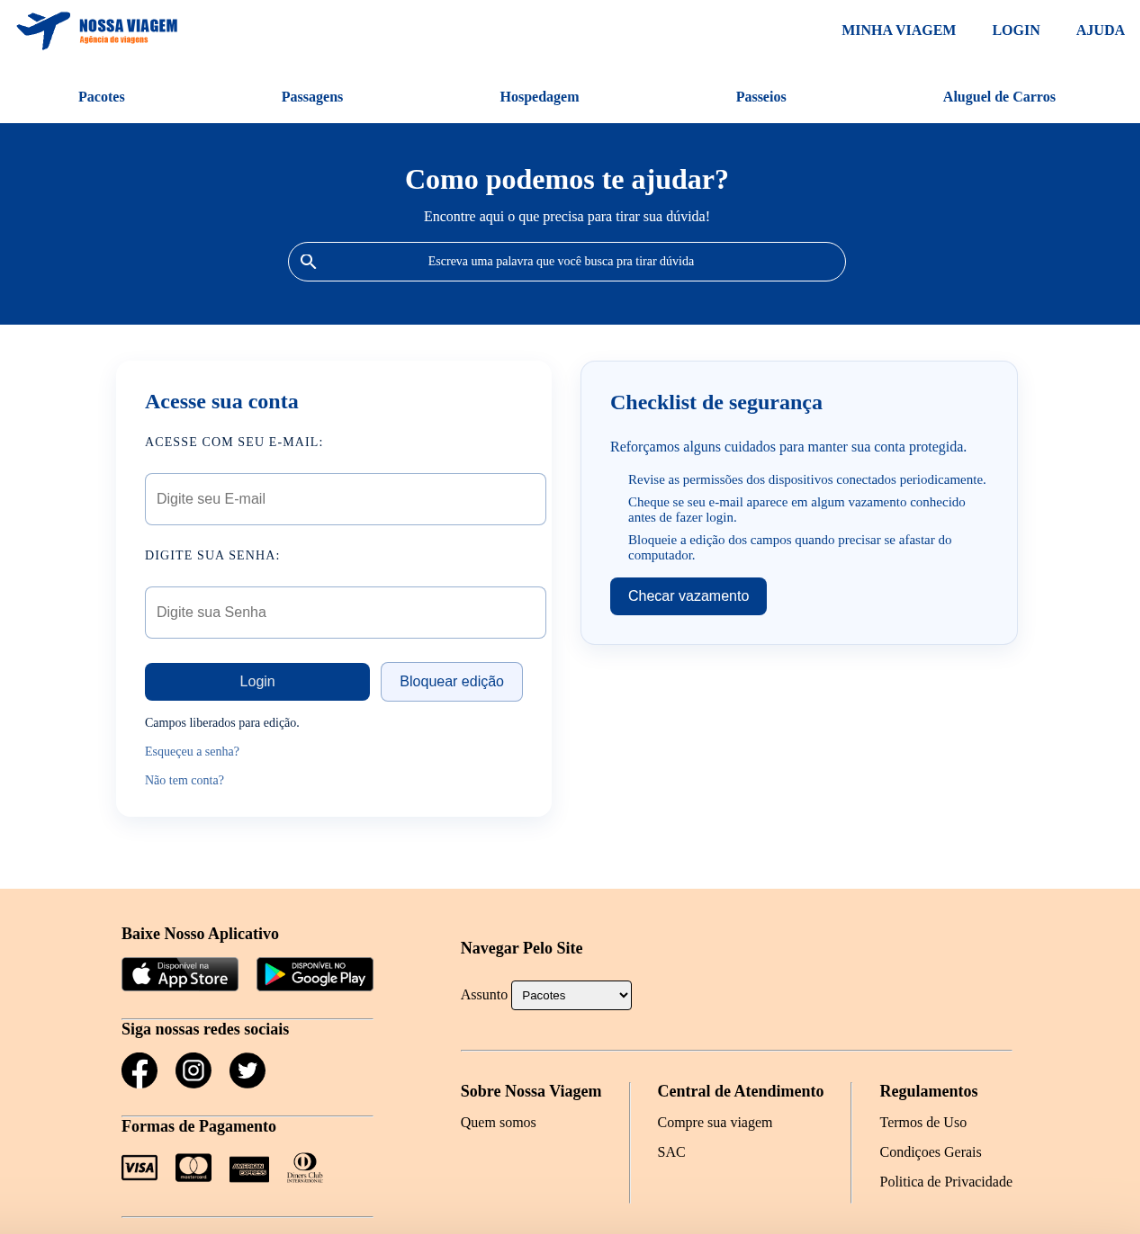 NOSSA VIAGEM
Agência de viagens
MINHA VIAGEM
LOGIN
AJUDA
Pacotes
Passagens
Hospedagem
Passeios
Aluguel de Carros
Como podemos te ajudar?
Encontre aqui o que precisa para tirar sua dúvida!
Escreva uma palavra que você busca pra tirar dúvida
Acesse sua conta
ACESSE COM SEU E-MAIL:
Digite seu E-mail
DIGITE SUA SENHA:
Digite sua Senha
Login
Bloquear edição
Campos liberados para edição.
Esqueçeu a senha?
Não tem conta?
Checklist de segurança
Reforçamos alguns cuidados para manter sua conta protegida.
Revise as permissões dos dispositivos conectados periodicamente.
Cheque se seu e-mail aparece em algum vazamento conhecido
antes de fazer login.
Bloqueie a edição dos campos quando precisar se afastar do
computador.
Checar vazamento
Baixe Nosso Aplicativo
Disponível na
App Store
DISPONÍVEL NO
Google Play
Siga nossas redes sociais
Formas de Pagamento
VISA
mastercard
AMERICAN
EXPRESS
Diners Club
INTERNATIONAL
Navegar Pelo Site
Assunto
Pacotes
Sobre Nossa Viagem
Quem somos
Central de Atendimento
Compre sua viagem
SAC
Regulamentos
Termos de Uso
Condiçoes Gerais
Politica de Privacidade